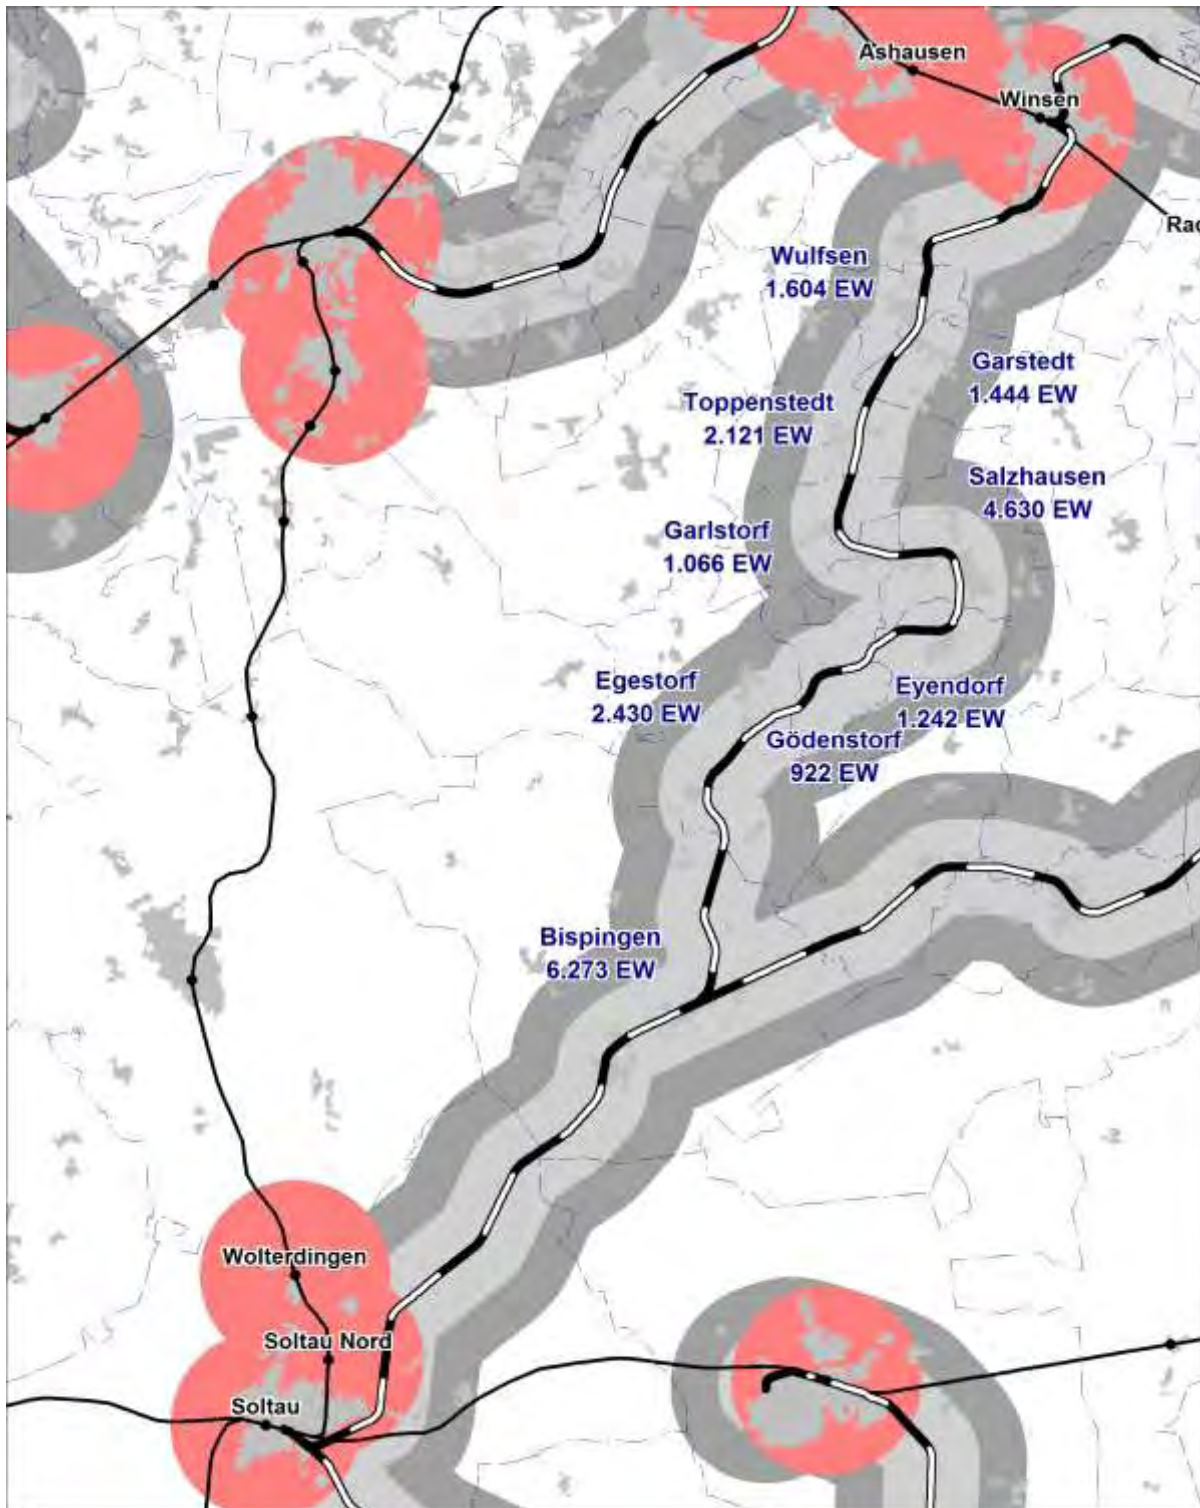 Ashausen
Winsen
Rad
Wulfsen
1.604 EW
Garstedt
1.444 EW
Toppenstedt
2.121 EW
Salzhausen
4.630 EW
Garlstorf
1.066 EW
Egestorf
2.430 EW
Eyendorf
1.242 EW
Gödenstorf
922 EW
Bispingen
6.273 EW
Wolterdingen
Soltau Nord
Soltau